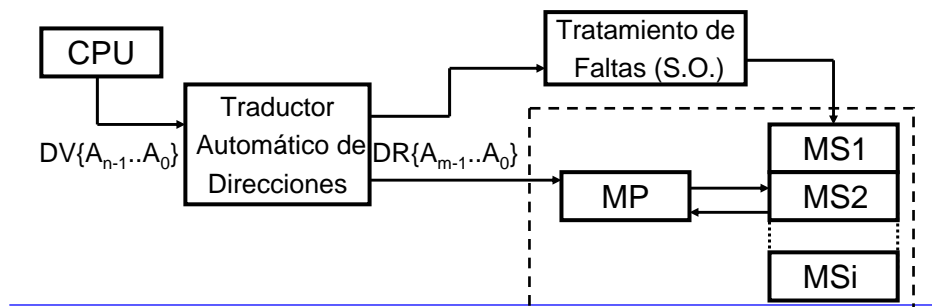 CPU
Tratamiento de
Faltas (S.O.)
Traductor
Automático de
Direcciones
DV{Aₙ₋₁..A₀}
DR{Aₘ₋₁..A₀}
MS1
MP
MS2
MSi